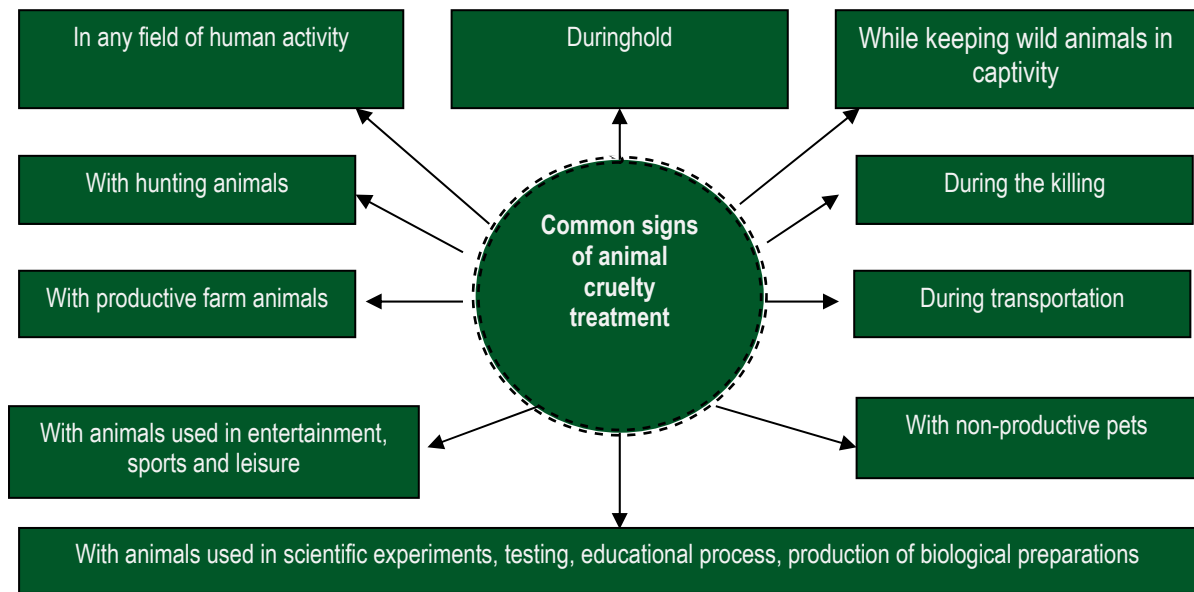 In any field of human activity
Duringhold
While keeping wild animals in
captivity
With hunting animals
Common signs
of animal
cruelty
treatment
During the killing
With productive farm animals
During transportation
With animals used in entertainment,
sports and leisure
With non-productive pets
With animals used in scientific experiments, testing, educational process, production of biological preparations